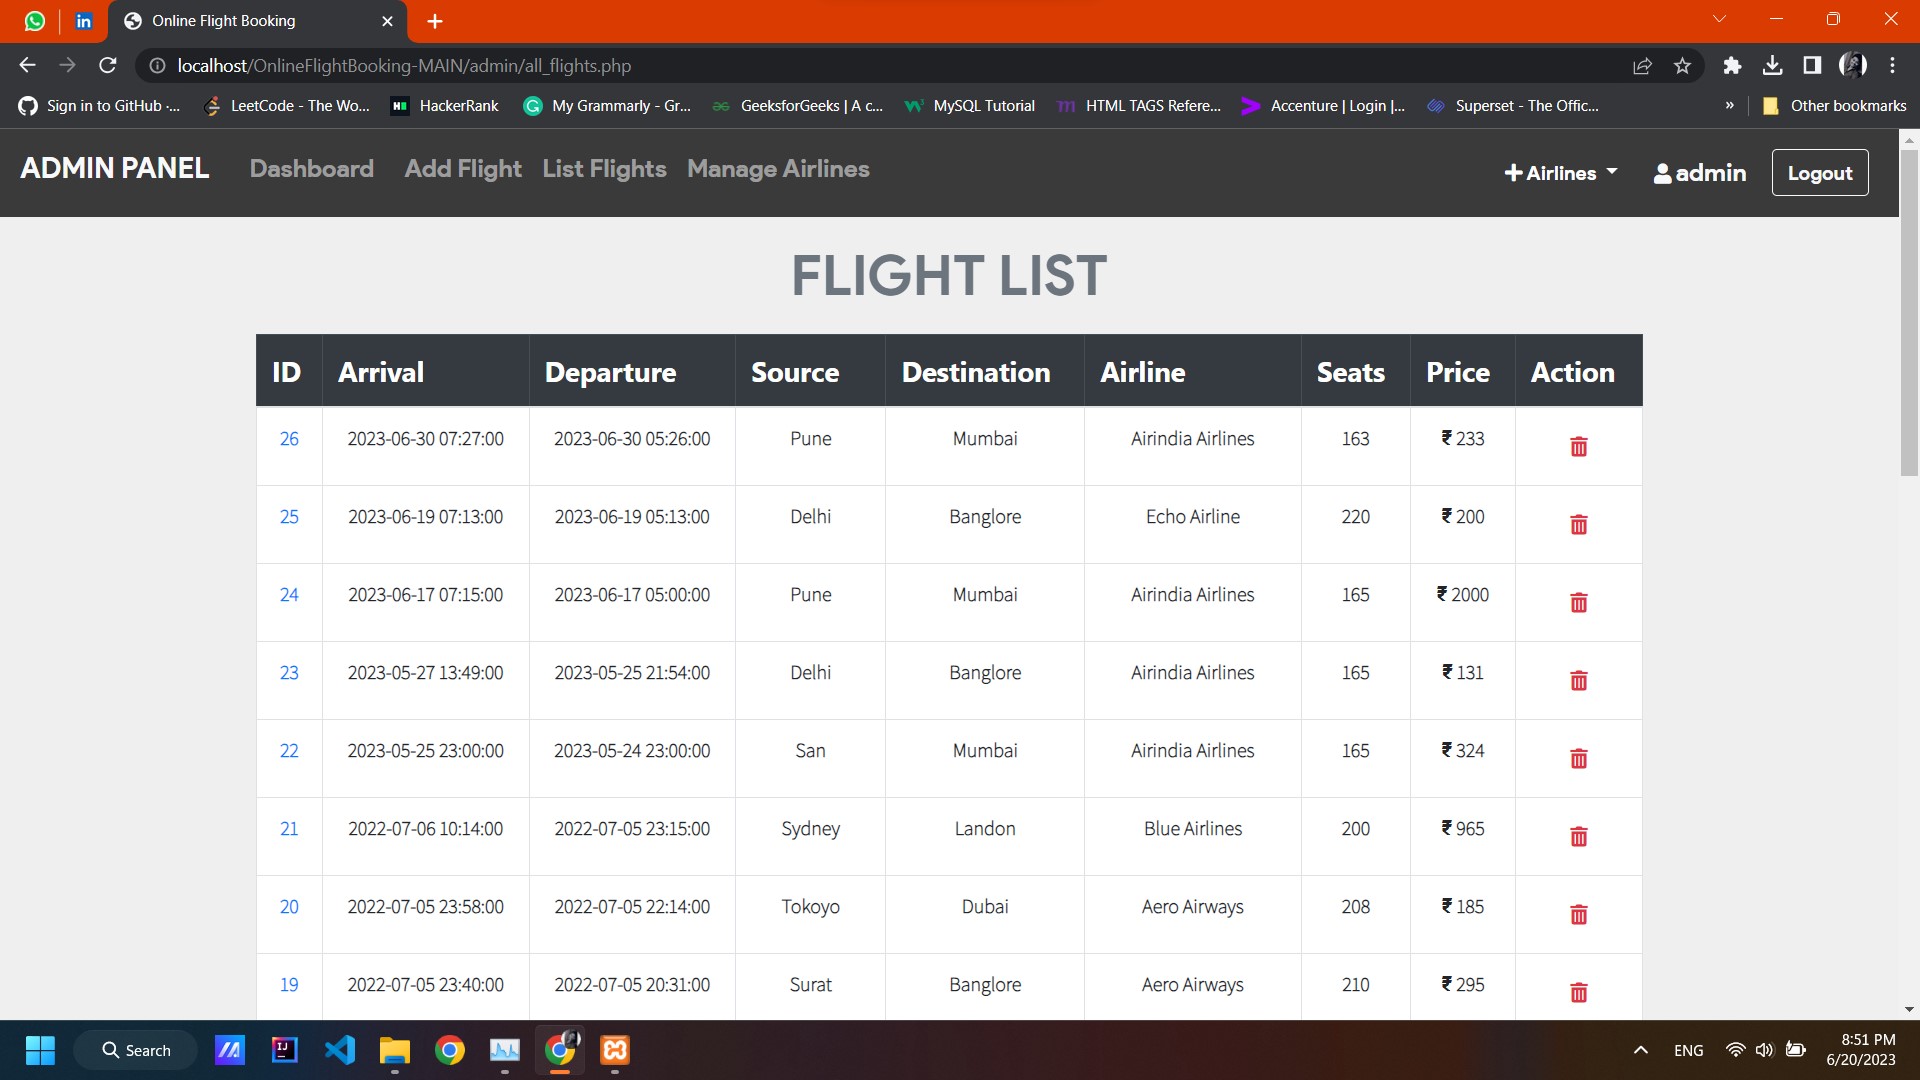 Online Flight Booking
localhost/OnlineFlightBooking-MAIN/admin/all_flights.php
Sign in to GitHub ·... LeetCode - The Wo... HackerRank My Grammarly - Gr... GeeksforGeeks | A c... MySQL Tutorial HTML TAGS Refere... Accenture | Login |... Superset - The Offic... » Other bookmarks
ADMIN PANEL Dashboard Add Flight List Flights Manage Airlines Airlines admin Logout
FLIGHT LIST
ID Arrival Departure Source Destination Airline Seats Price Action
26 2023-06-30 07:27:00 2023-06-30 05:26:00 Pune Mumbai Airindia Airlines 163 ₹ 233
25 2023-06-19 07:13:00 2023-06-19 05:13:00 Delhi Banglore Echo Airline 220 ₹ 200
24 2023-06-17 07:15:00 2023-06-17 05:00:00 Pune Mumbai Airindia Airlines 165 ₹ 2000
23 2023-05-27 13:49:00 2023-05-25 21:54:00 Delhi Banglore Airindia Airlines 165 ₹ 131
22 2023-05-25 23:00:00 2023-05-24 23:00:00 San Mumbai Airindia Airlines 165 ₹ 324
21 2022-07-06 10:14:00 2022-07-05 23:15:00 Sydney Landon Blue Airlines 200 ₹ 965
20 2022-07-05 23:58:00 2022-07-05 22:14:00 Tokoyo Dubai Aero Airways 208 ₹ 185
19 2022-07-05 23:40:00 2022-07-05 20:31:00 Surat Banglore Aero Airways 210 ₹ 295
Search ENG 8:51 PM
6/20/2023